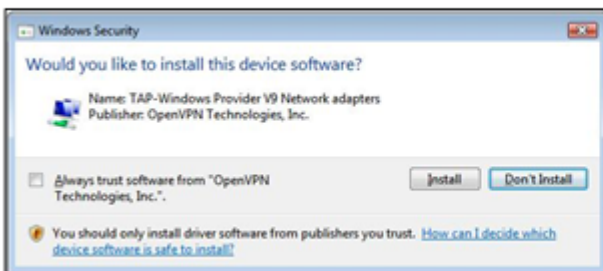 Windows Security
Would you like to install this device software?
Name: TAP-Windows Provider V9 Network adapters
Publisher: OpenVPN Technologies, Inc.
Always trust software from "OpenVPN
Technologies, Inc.".
Install
Don't Install
You should only install driver software from publishers you trust. How can I decide which
device software is safe to install?